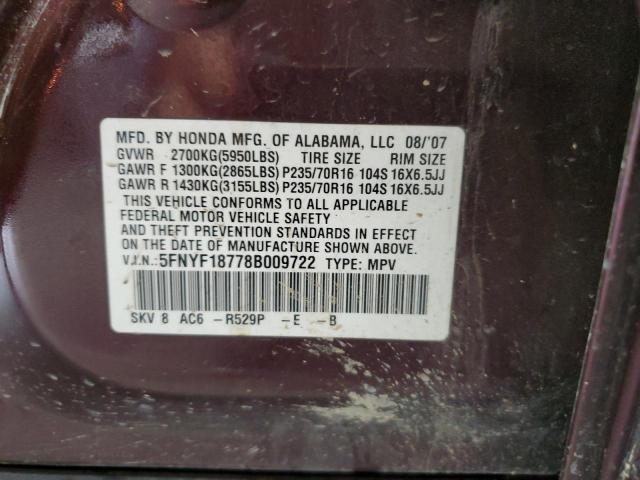 MFD. BY HONDA MFG. OF ALABAMA, LLC 08/'07
GVWR 2700KG(5950LBS) TIRE SIZE RIM SIZE
GAWR F 1300KG(2865LBS) P235/70R16 104S 16X6.5JJ
GAWR R 1430KG(3155LBS) P235/70R16 104S 16X6.5JJ
THIS VEHICLE CONFORMS TO ALL APPLICABLE
FEDERAL MOTOR VEHICLE SAFETY
AND THEFT PREVENTION STANDARDS IN EFFECT
ON THE DATE OF MANUFACTURE SHOWN ABOVE.
V.I.N.: 5FNYF18778B009722 TYPE: MPV
SKV 8 AC6 -R529P -E -B